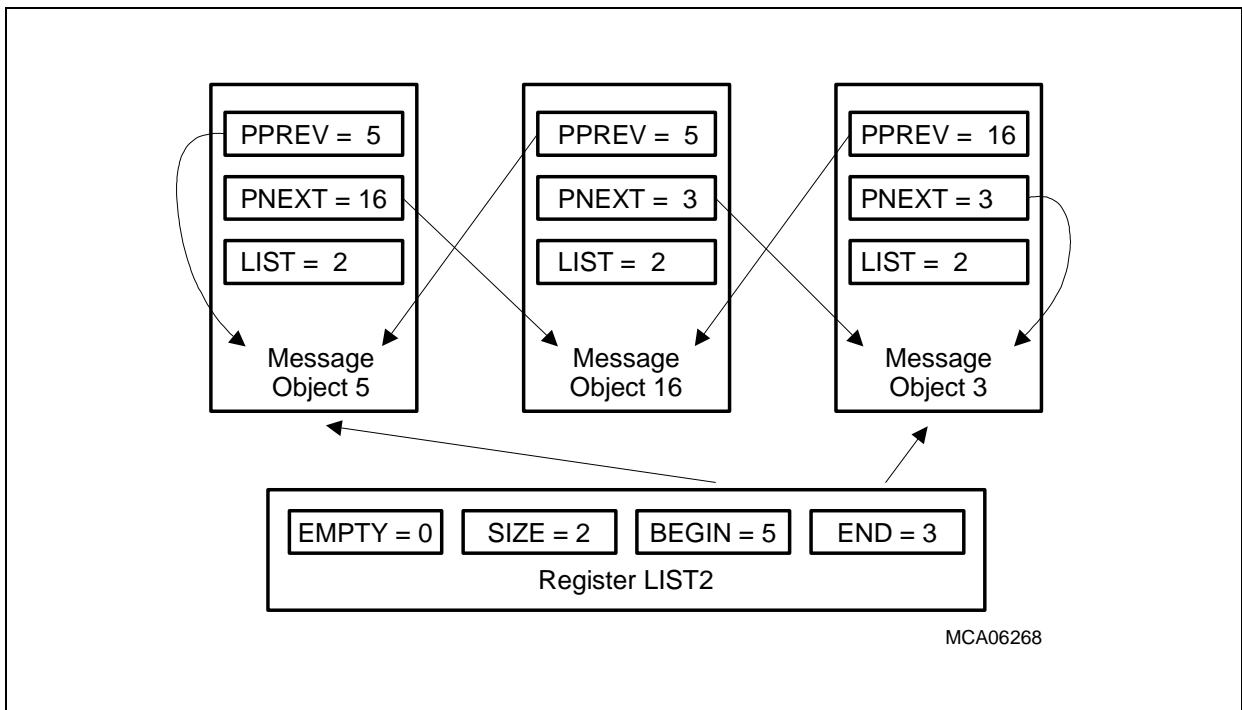 PPREV = 5
PNEXT = 16
LIST = 2
Message
Object 5
PPREV = 5
PNEXT = 3
LIST = 2
Message
Object 16
PPREV = 16
PNEXT = 3
LIST = 2
Message
Object 3
EMPTY = 0 SIZE = 2 BEGIN = 5 END = 3
Register LIST2
MCA06268